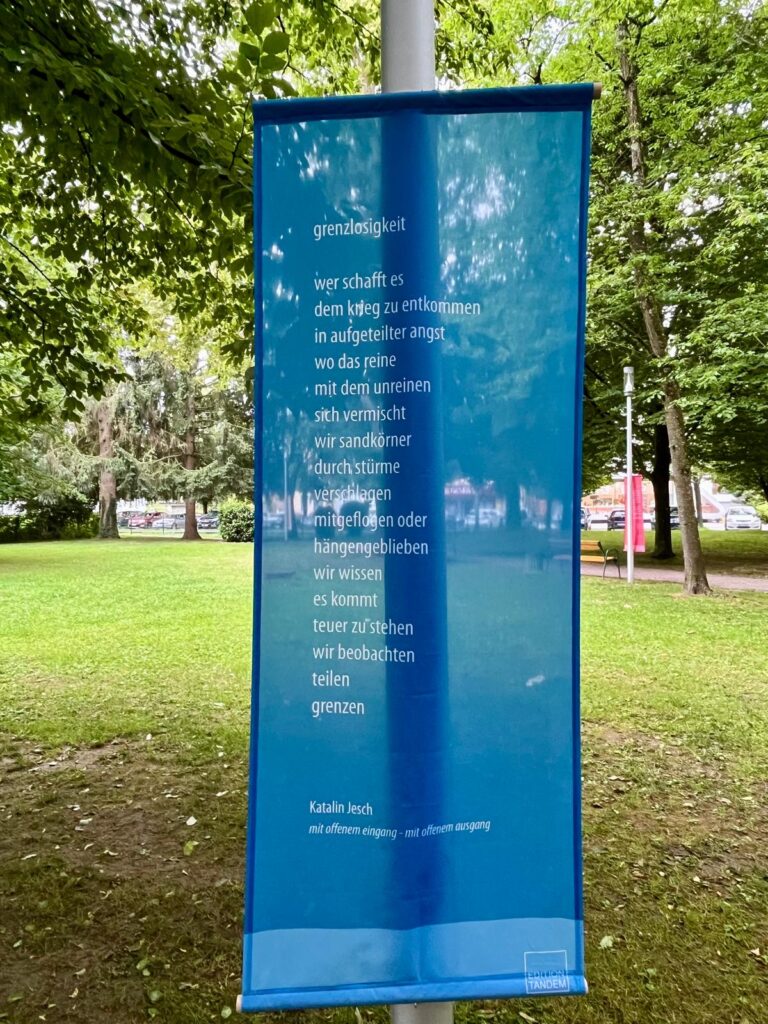 grenzlosigkeit
wer schafft es
dem krieg zu entkommen
in aufgeteilter angst
wo das reine
mit dem unreinen
sich vermischt
wir sandkörner
durch stürme
verschlagen
mitgeflogen oder
hängengeblieben
wir wissen
es kommt
teuer zu stehen
wir beobachten
teilen
grenzen
Katalin Jesch
mit offenem eingang - mit offenem ausgang
EDITION
TANDEM